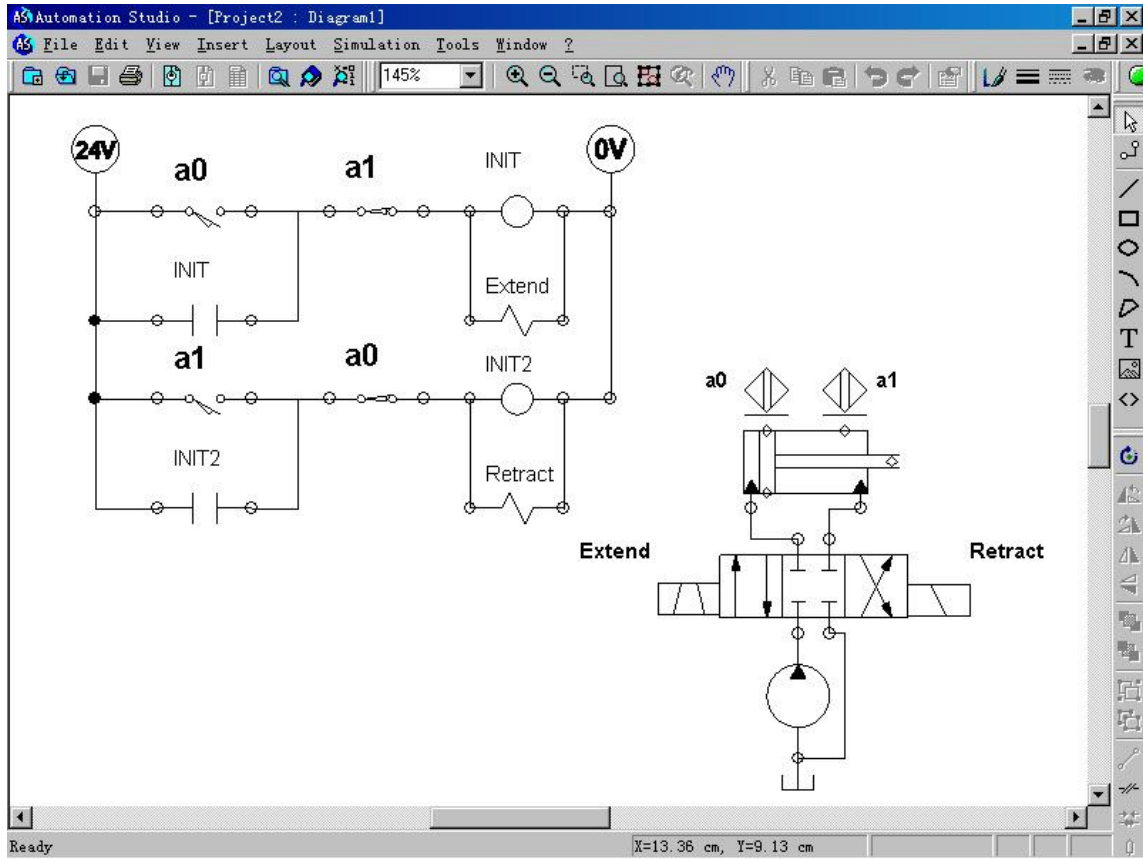 Automation Studio - [Project2 : Diagram1]
File Edit View Insert Layout Simulation Tools Window ?
145%
24V
a0
a1
INIT
0V
INIT
Extend
a1
a0
INIT2
INIT2
Retract
a0
a1
Extend
Retract
T
Ready
X=13.36 cm, Y=9.13 cm